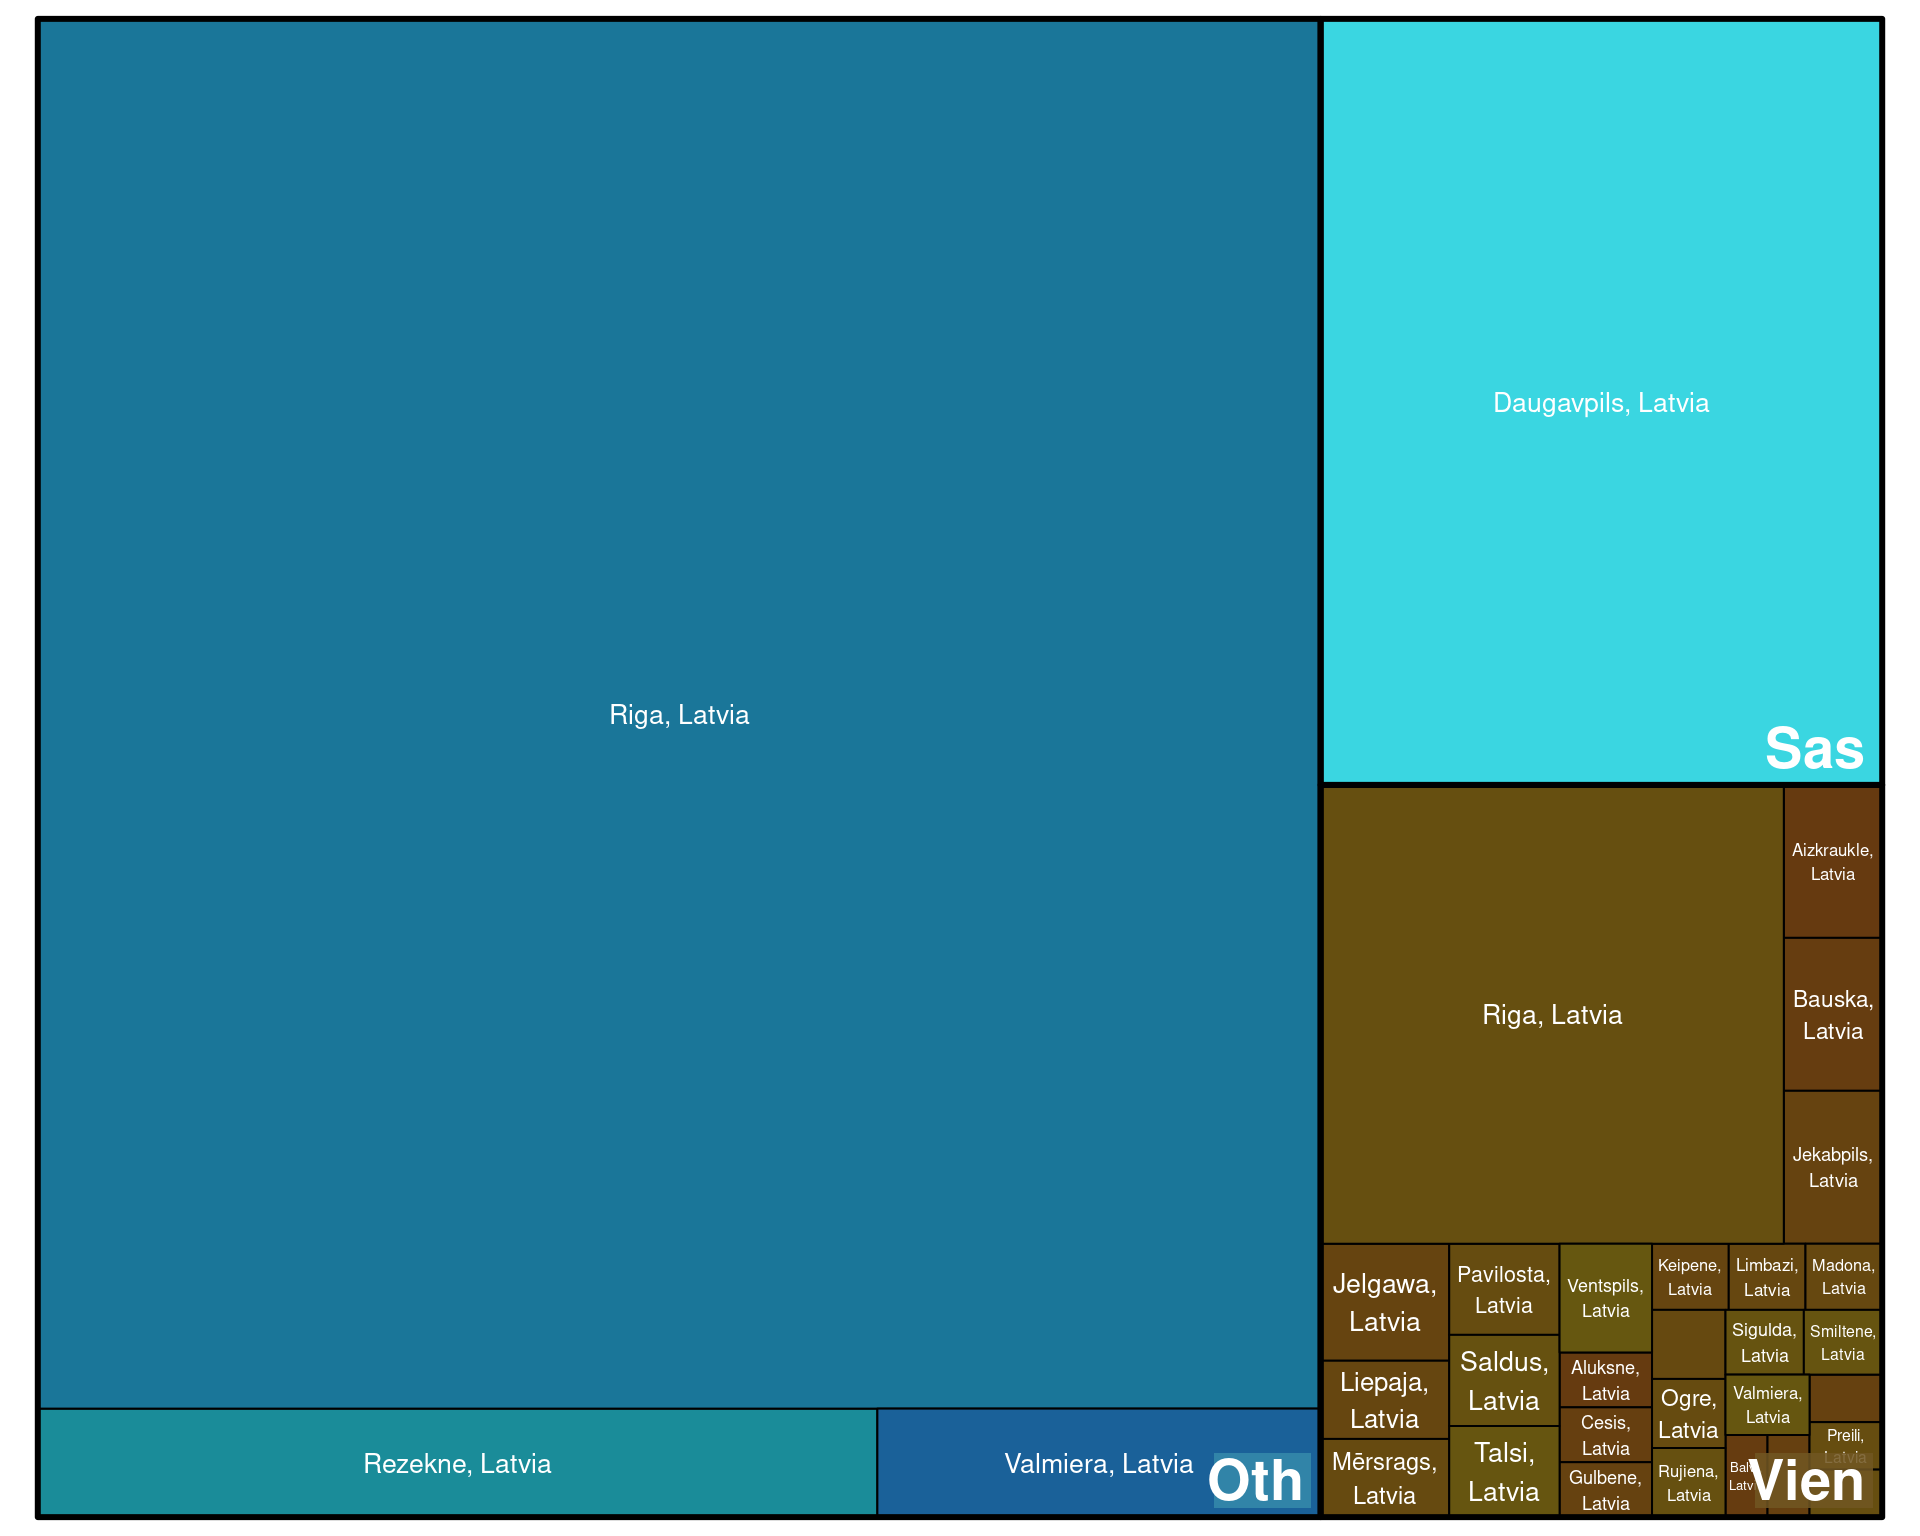 Riga, Latvia
Rezekne, Latvia
Valmiera, Latvia
Oth
Daugavpils, Latvia
Sas
Riga, Latvia
Aizkraukle,
Latvia
Bauska,
Latvia
Jekabpils,
Latvia
Jelgawa,
Latvia
Liepaja,
Latvia
Mērsrags,
Latvia
Pavilosta,
Latvia
Saldus,
Latvia
Talsi,
Latvia
Ventspils,
Latvia
Aluksne,
Latvia
Cesis,
Latvia
Gulbene,
Latvia
Keipene,
Latvia
Limbazi,
Latvia
Madona,
Latvia
Ogre,
Latvia
Rujiena,
Latvia
Sigulda,
Latvia
Smiltene,
Latvia
Valmiera,
Latvia
Preili,
Latvia
Vien